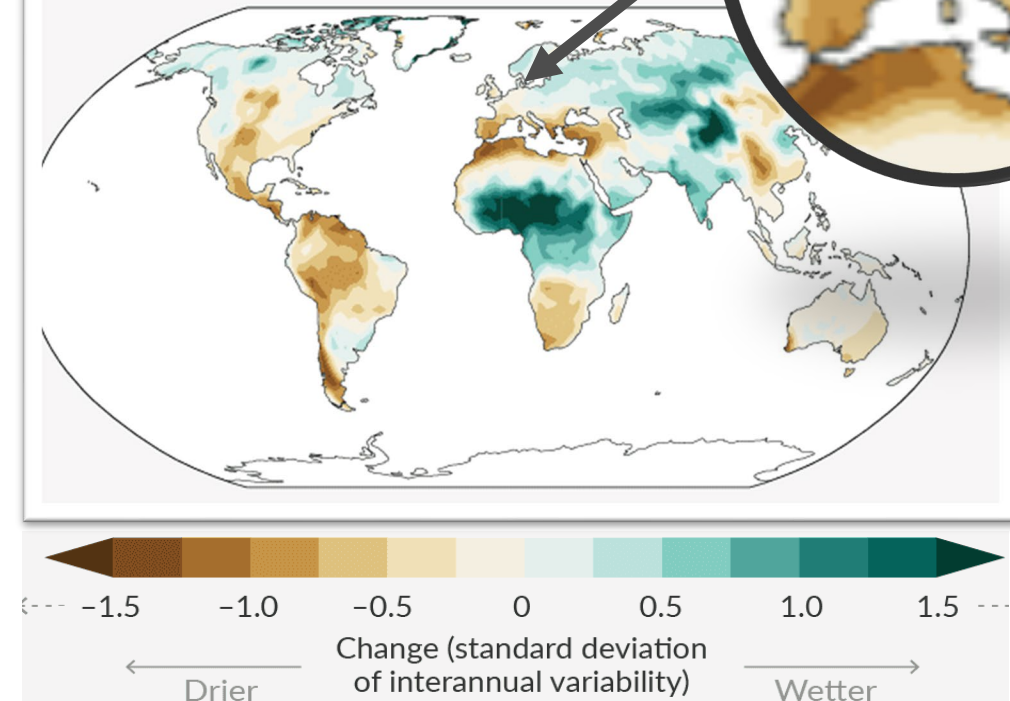 −1.5 −1.0 −0.5 0 0.5 1.0 1.5
Change (standard deviation
of interannual variability)
Drier
Wetter